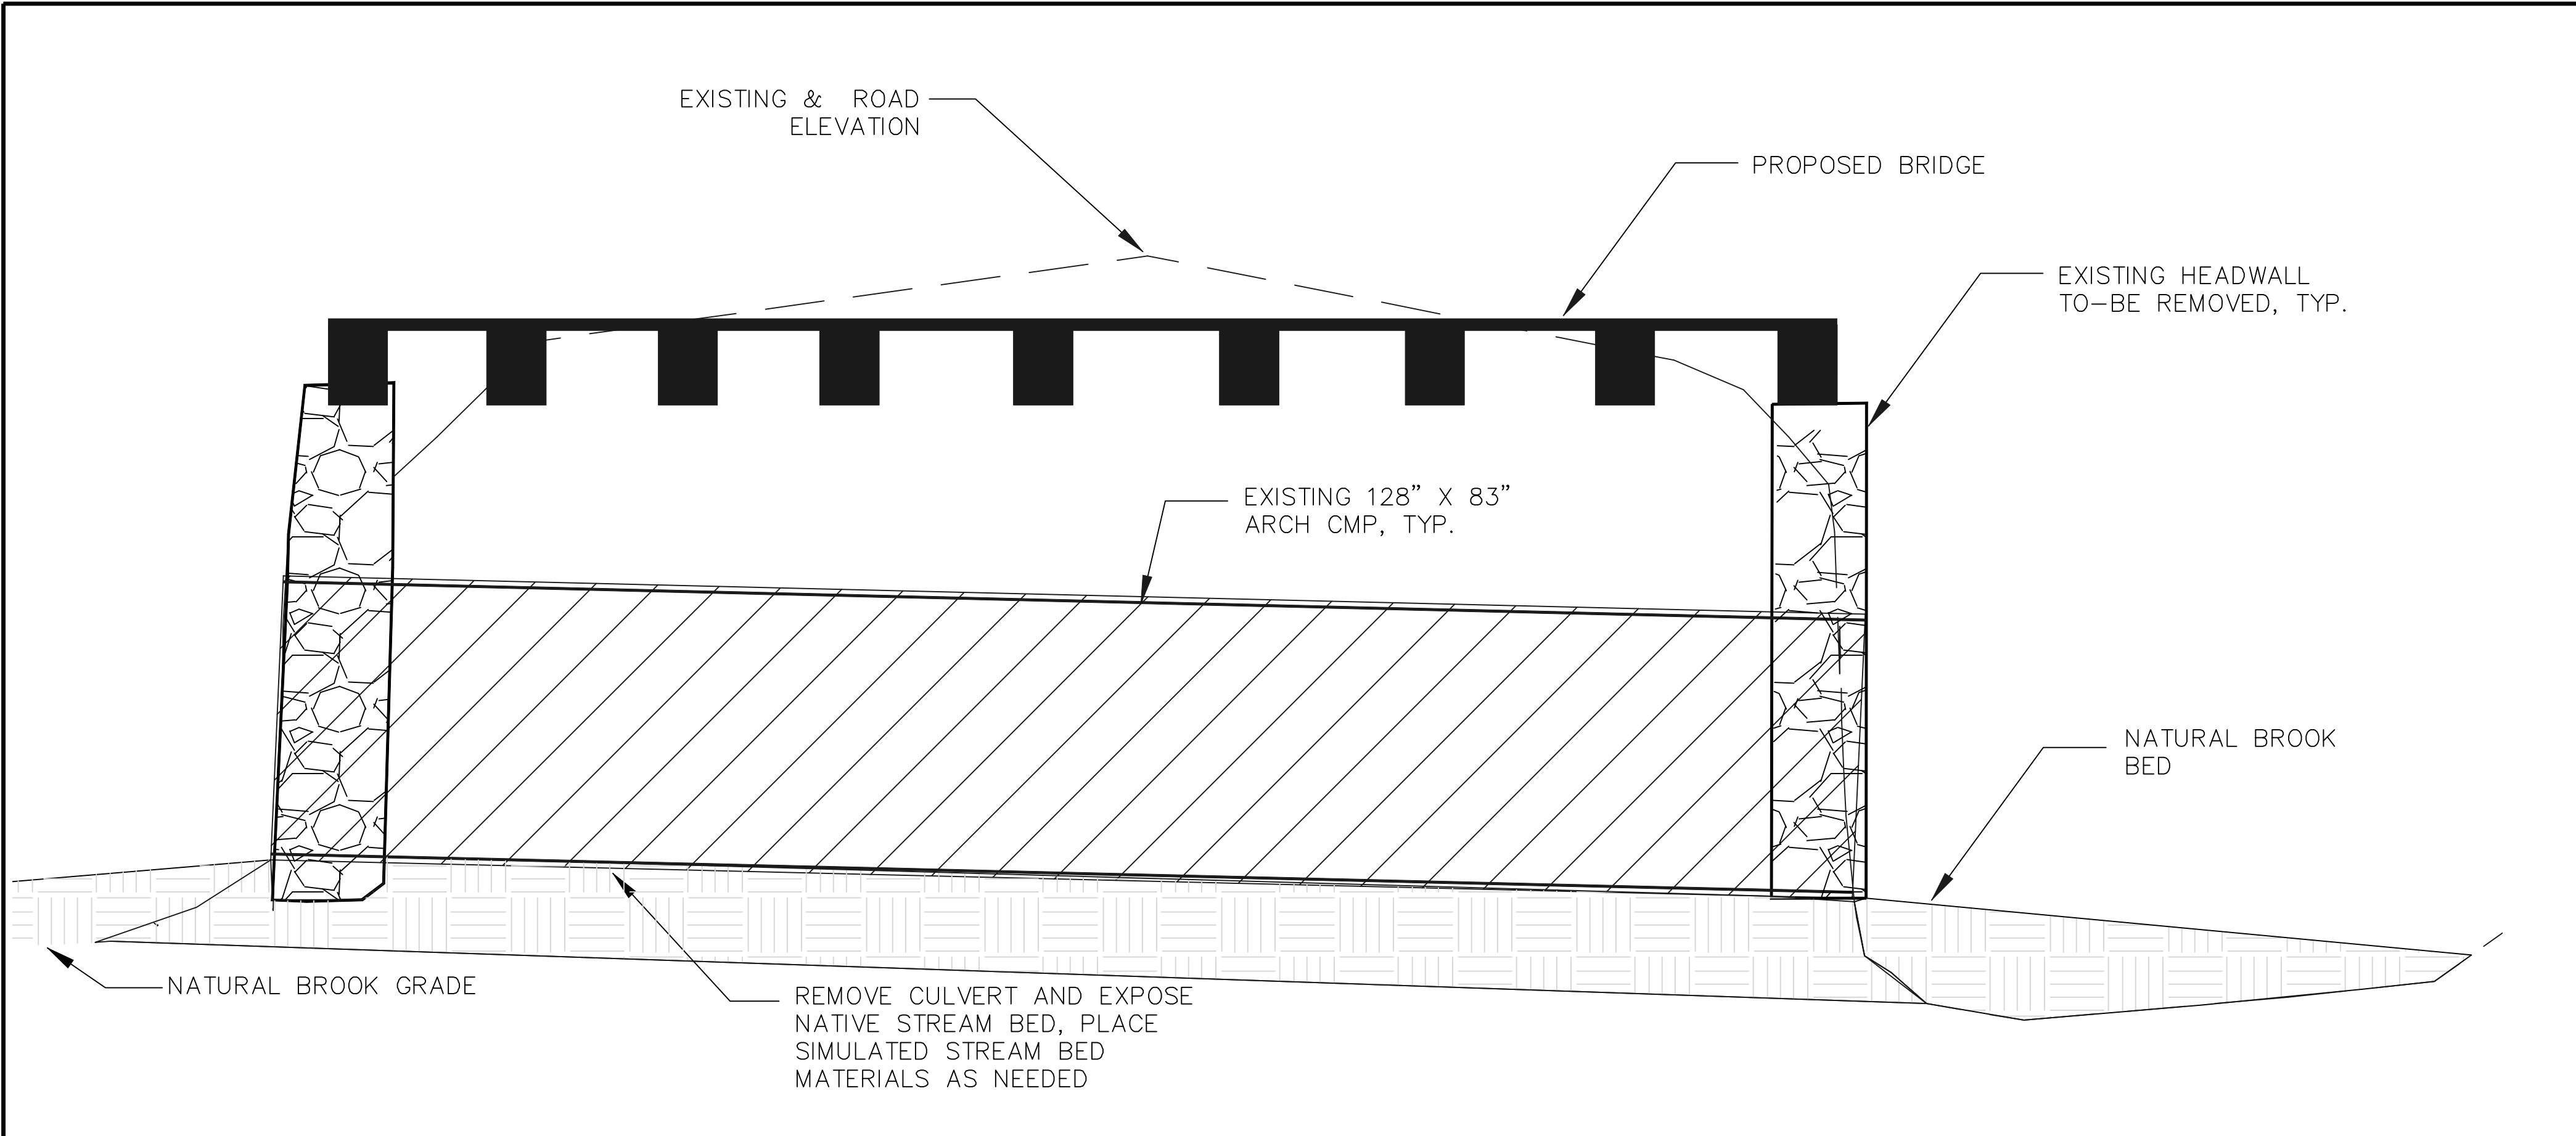 EXISTING &  ROAD
ELEVATION
PROPOSED BRIDGE
EXISTING HEADWALL
TO-BE REMOVED, TYP.
EXISTING 128" X 83"
ARCH CMP, TYP.
NATURAL BROOK
BED
NATURAL BROOK GRADE
REMOVE CULVERT AND EXPOSE
NATIVE STREAM BED, PLACE
SIMULATED STREAM BED
MATERIALS AS NEEDED